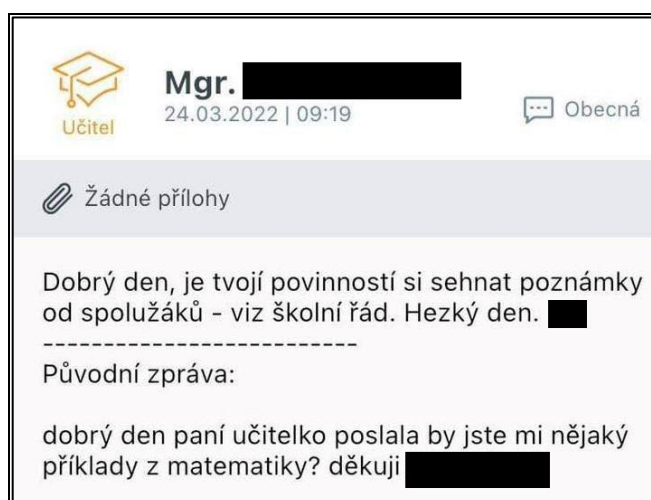 Mgr.
24.03.2022 | 09:19
Učitel
Obecná
Žádné přílohy
Dobrý den, je tvojí povinností si sehnat poznámky
od spolužáků - viz školní řád. Hezký den.
--------------------------
Původní zpráva:
dobrý den paní učitelko poslala by jste mi nějaký
příklady z matematiky? děkuji